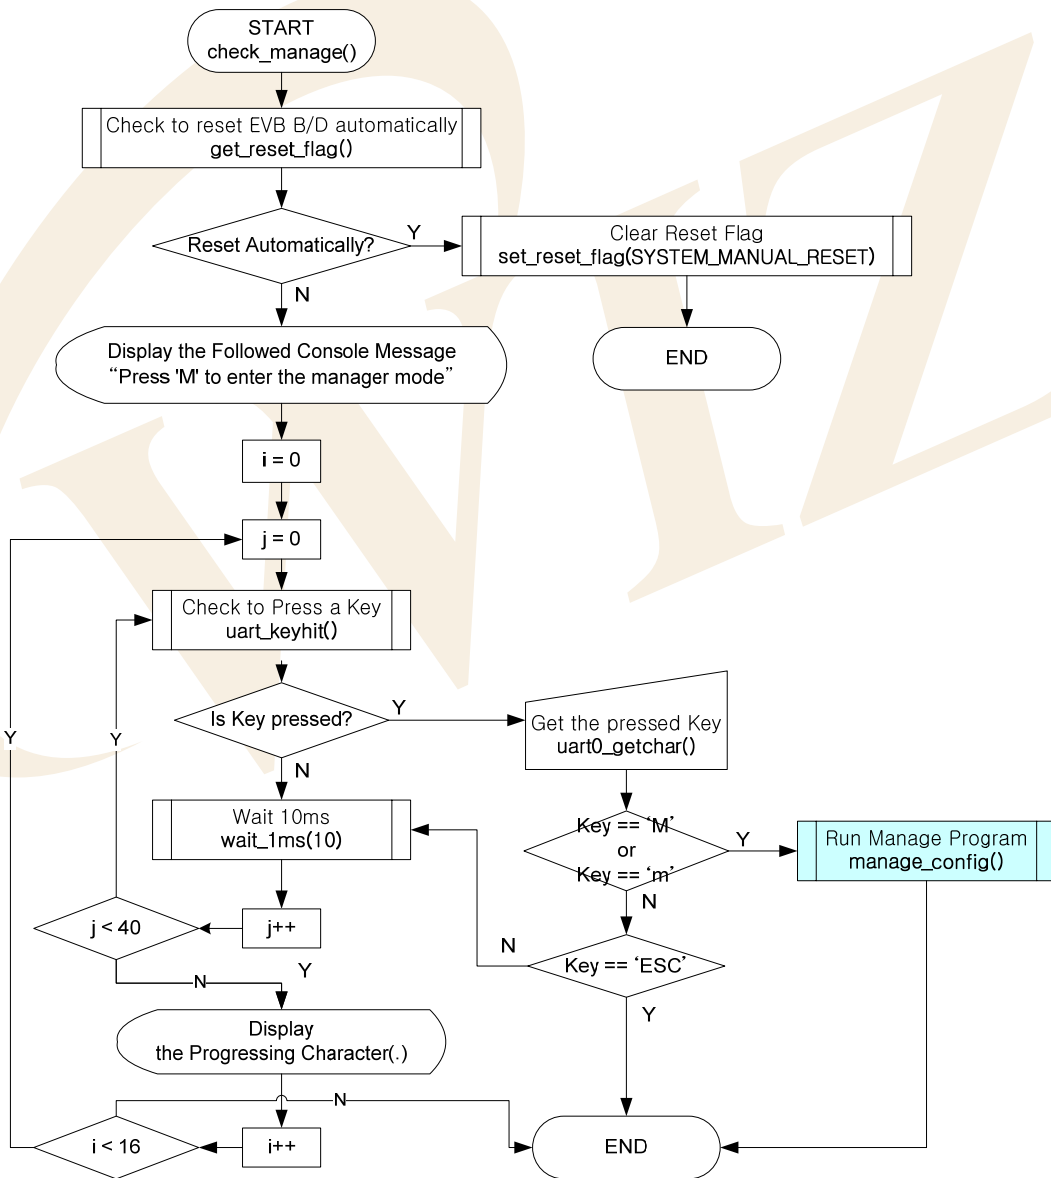 START
check_manage()
Check to reset EVB B/D automatically
get_reset_flag()
Reset Automatically?
Y
Clear Reset Flag
set_reset_flag(SYSTEM_MANUAL_RESET)
N
END
Display the Followed Console Message
“Press 'M' to enter the manager mode”
i = 0
j = 0
Check to Press a Key
uart_keyhit()
Is Key pressed?
Y
Get the pressed Key
uart0_getchar()
Y
Y
N
Wait 10ms
wait_1ms(10)
Key == ‘M’
or
Key == ‘m’
Y
Run Manage Program
manage_config()
N
j < 40
j++
N
Key == ‘ESC’
N
Y
Y
Display
the Progressing Character(.)
N
i < 16
i++
END
WIZ